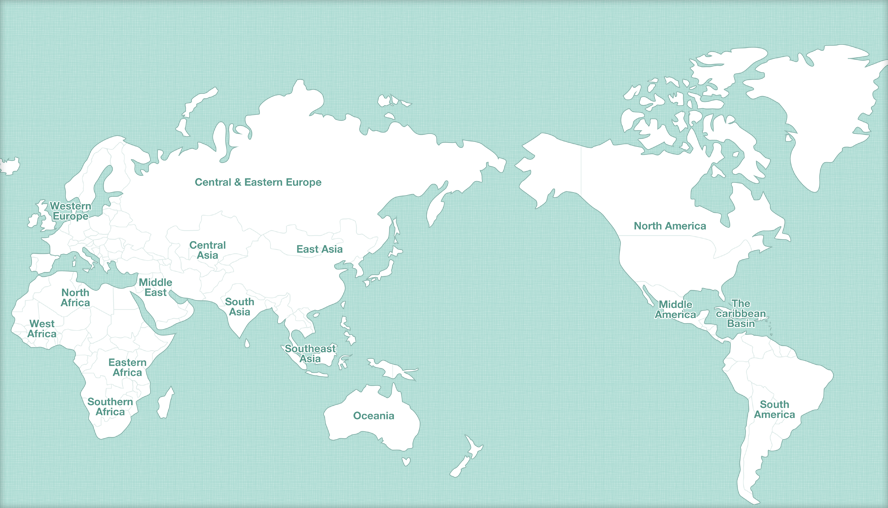 Central & Eastern Europe
Western
Europe
North America
Central
Asia
East Asia
Middle
East
North
Africa
South
Asia
Middle
America
The
caribbean
Basin
West
Africa
Southeast
Asia
Eastern
Africa
Southern
Africa
Oceania
South
America